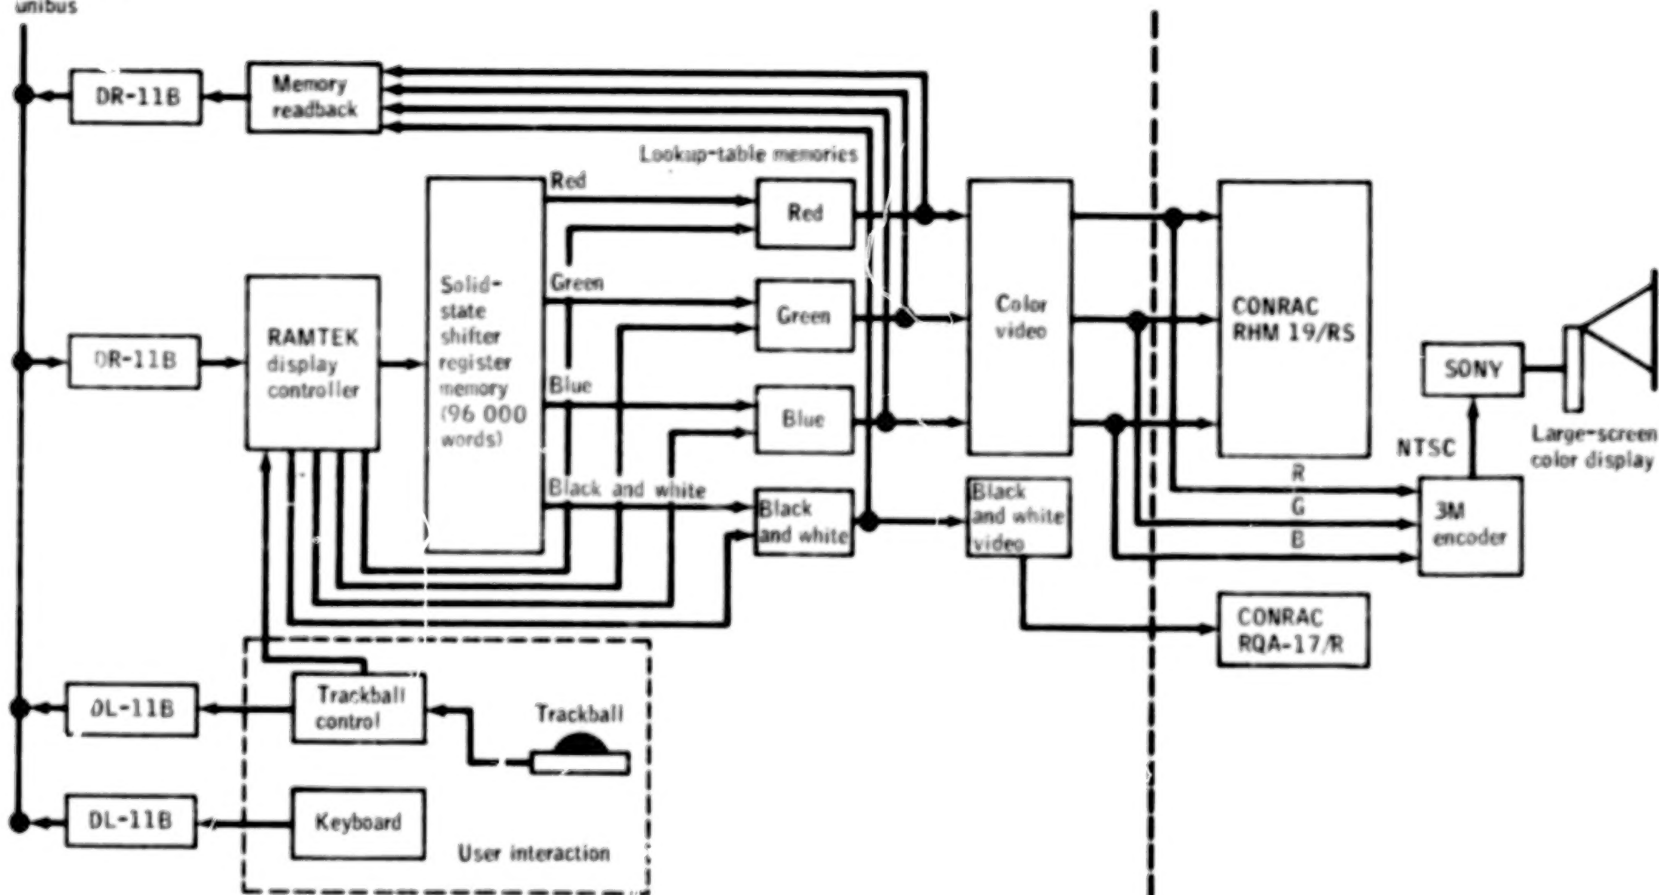 unibus
DR-11B
Memory
readback
Lookup-table memories
Red
Red
Green
Green
Blue
Blue
Black and white
Black
and white
Solid-
state
shifter
register
memory
(96 000
words)
RAMTEK
display
controller
DR-11B
Color
video
Black
and white
video
CONRAC
RHM 19/RS
SONY
NTSC
Large-screen
color display
R
G
B
3M
encoder
CONRAC
RQA-17/R
DL-11B
Trackball
control
Trackball
DL-11B
Keyboard
User interaction